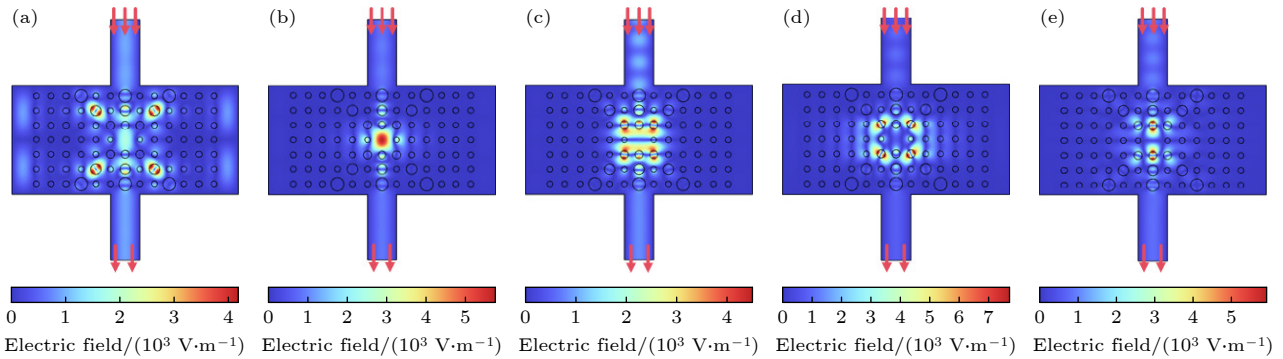 (a) (b) (c) (d) (e)
0 1 2 3 4 0 1 2 3 4 5 0 1 2 3 4 0 1 2 3 4 5 6 7 0 1 2 3 4 5
Electric field/(10³ V·m⁻¹) Electric field/(10³ V·m⁻¹) Electric field/(10³ V·m⁻¹) Electric field/(10³ V·m⁻¹) Electric field/(10³ V·m⁻¹)